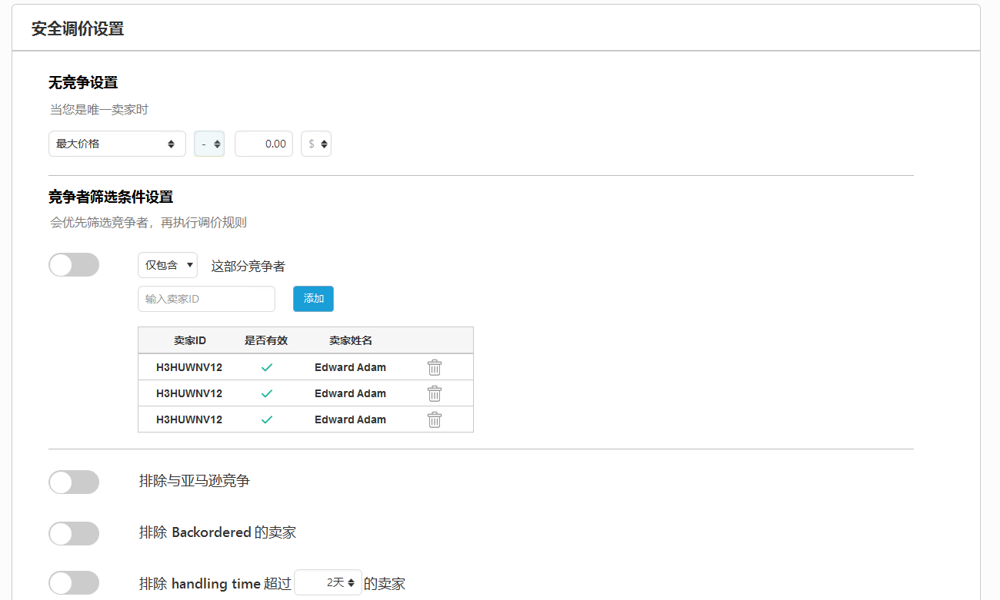 安全调价设置
无竞争设置
当您是唯一卖家时
最大价格 - 0.00 $
竞争者筛选条件设置
会优先筛选竞争者，再执行调价规则
仅包含 这部分竞争者
输入卖家ID 添加
卖家ID 是否有效 卖家姓名
H3HUWNV12 Edward Adam
H3HUWNV12 Edward Adam
H3HUWNV12 Edward Adam
排除与亚马逊竞争
排除 Backordered 的卖家
排除 handling time 超过 2天 的卖家